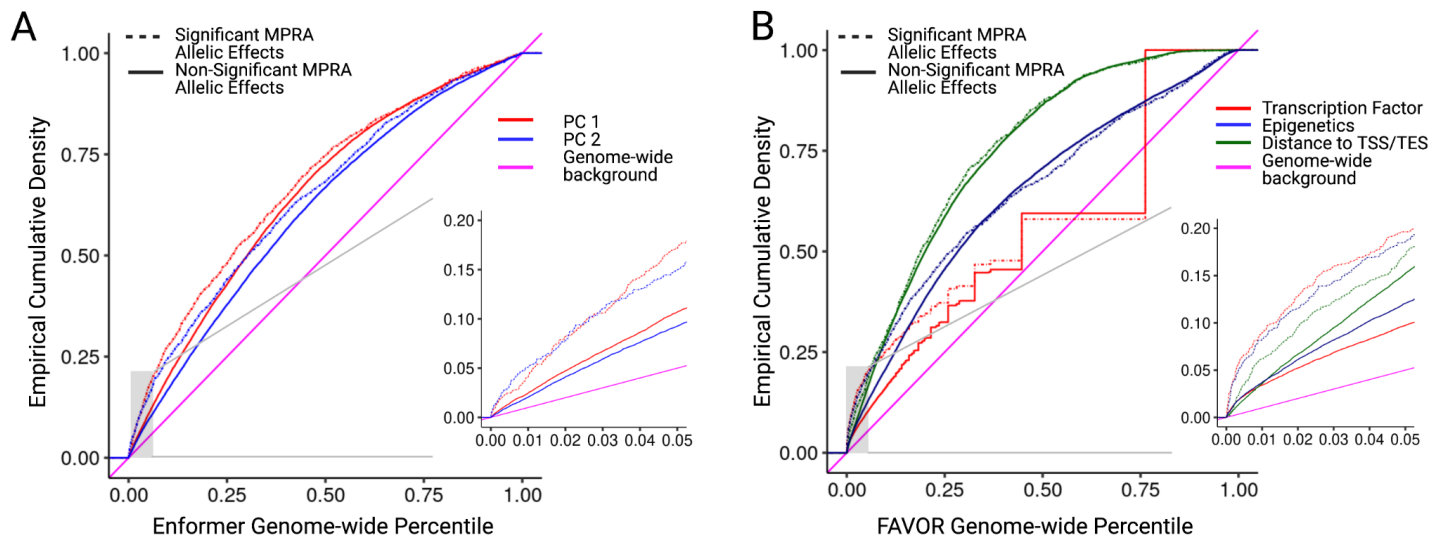 A
Significant MPRA
Allelic Effects
Non-Significant MPRA
Allelic Effects
PC 1
PC 2
Genome-wide
background
Empirical Cumulative Density
1.00
0.75
0.50
0.25
0.00
0.00 0.25 0.50 0.75 1.00
Enformer Genome-wide Percentile
0.20
0.15
0.10
0.05
0.00
0.00 0.01 0.02 0.03 0.04 0.05
B
Significant MPRA
Allelic Effects
Non-Significant MPRA
Allelic Effects
Transcription Factor
Epigenetics
Distance to TSS/TES
Genome-wide
background
Empirical Cumulative Density
1.00
0.75
0.50
0.25
0.00
0.00 0.25 0.50 0.75 1.00
FAVOR Genome-wide Percentile
0.20
0.15
0.10
0.05
0.00
0.00 0.01 0.02 0.03 0.04 0.05